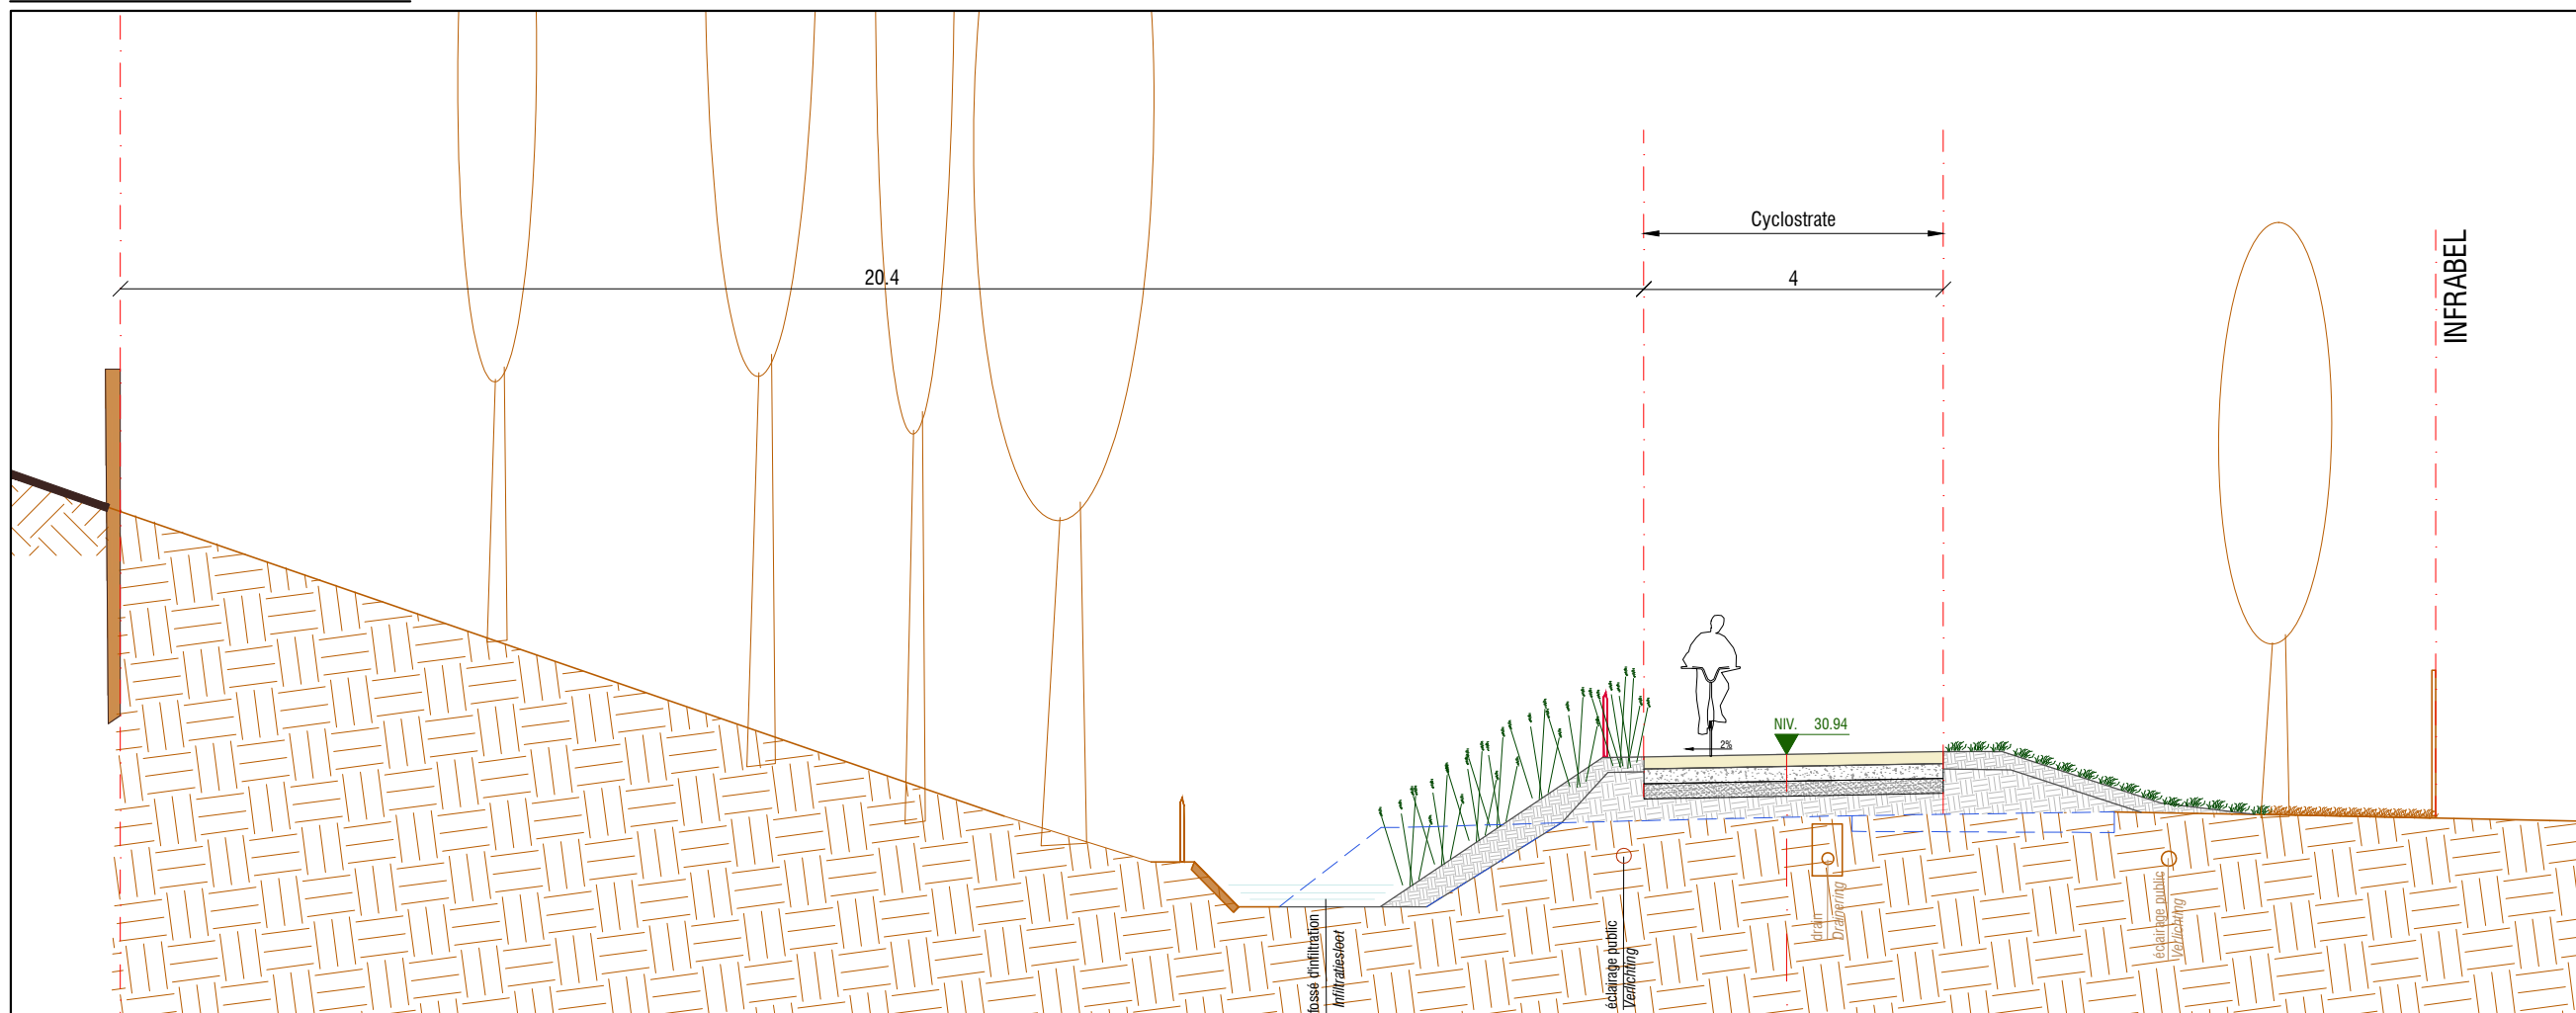 Cyclostrate
20.4
4
INFRABEL
NIV. 30.94
2%
fossé d'infiltration
Infiltratiesloot
éclairage public
Verlichting
drain
Drainering
éclairage public
Verlichting